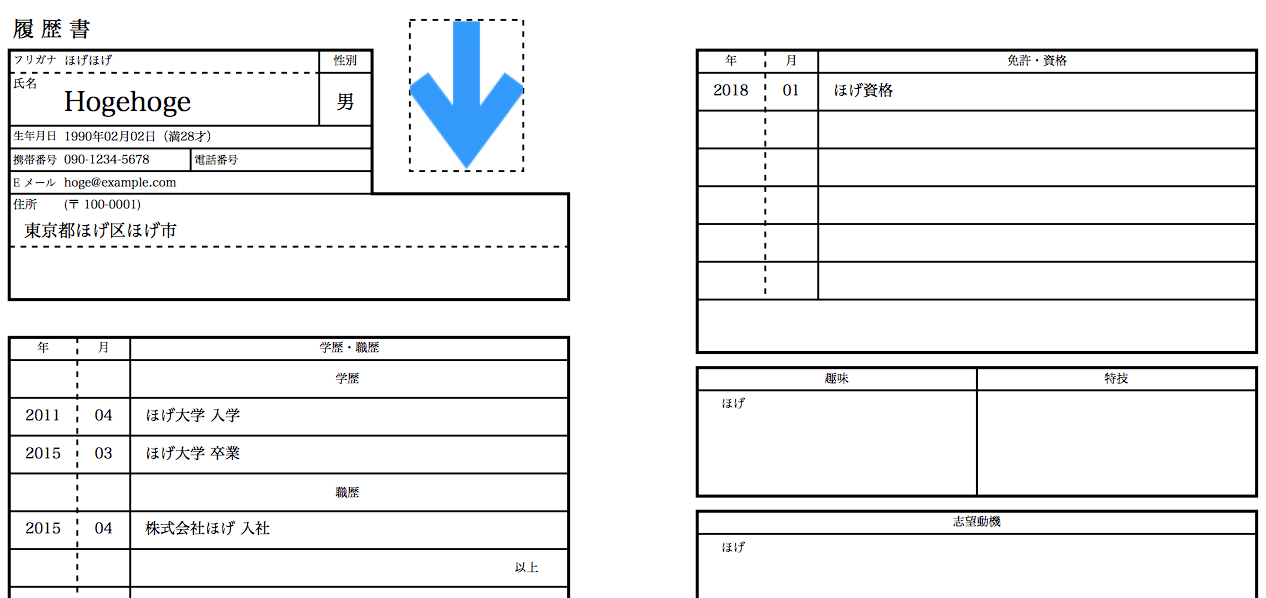 履歴書
フリガナ ほげほげ 性別
氏名
Hogehoge 男
生年月日 1990年02月02日（満28才）
携帯番号 090-1234-5678 電話番号
E メール hoge@example.com
住所 (〒 100-0001)
東京都ほげ区ほげ市
年 月 学歴・職歴
学歴
2011 04 ほげ大学 入学
2015 03 ほげ大学 卒業
職歴
2015 04 株式会社ほげ 入社
以上
年 月 免許・資格
2018 01 ほげ資格
趣味 特技
ほげ
志望動機
ほげ